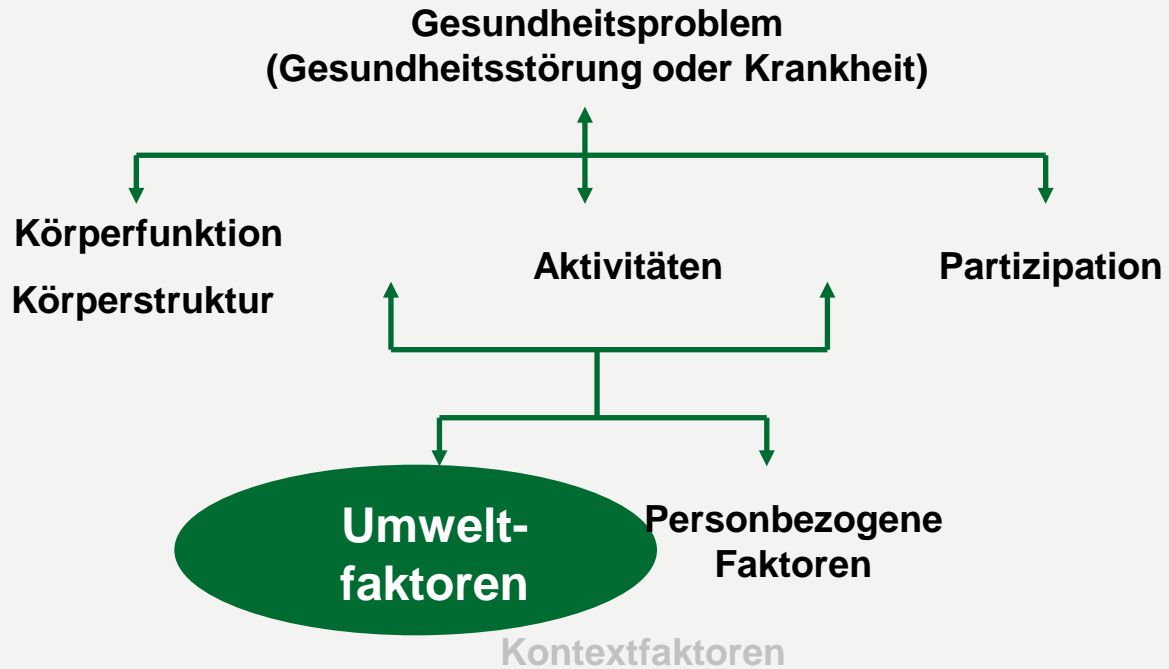 Gesundheitsproblem
(Gesundheitsstörung oder Krankheit)
Körperfunktion
Körperstruktur
Aktivitäten
Partizipation
Umwelt-
faktoren
Personbezogene
Faktoren
Kontextfaktoren